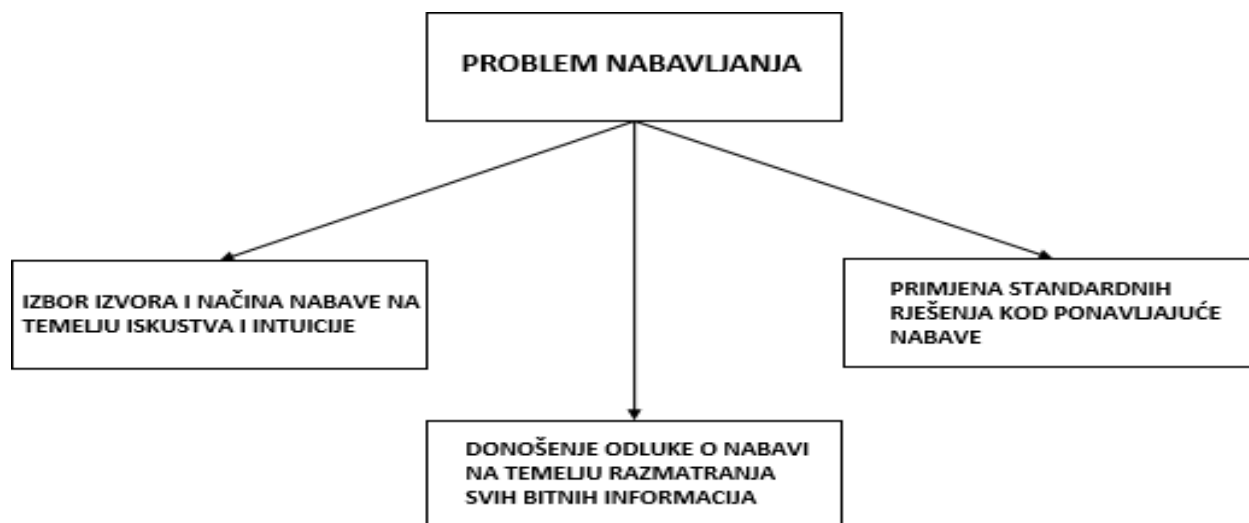 PROBLEM NABAVLJANJA
IZBOR IZVORA I NAČINA NABAVE NA
TEMELJU ISKUSTVA I INTUICIJE
PRIMJENA STANDARDNIH
RJEŠENJA KOD PONAVLJAJUĆE
NABAVE
DONOŠENJE ODLUKE O NABAVI
NA TEMELJU RAZMATRANJA
SVIH BITNIH INFORMACIJA